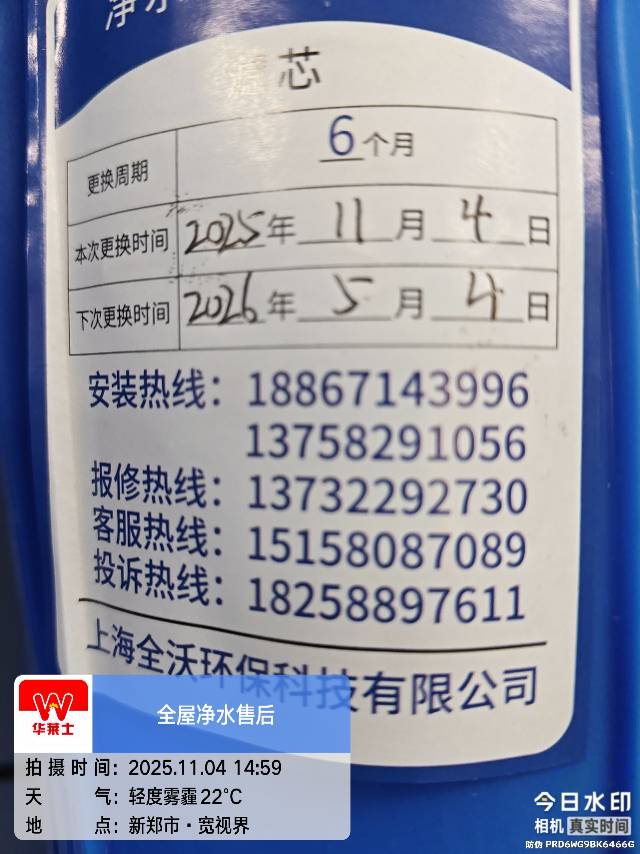 净水
芯
更换周期 6个月
本次更换时间 2025年11月4日
下次更换时间 2026年5月4日
安装热线：18867143996
13758291056
报修热线：13732292730
客服热线：15158087089
投诉热线：18258897611
上海全沃环保科技有限公司
华莱士
全屋净水售后
拍摄时间：2025.11.04 14:59
天气：轻度雾霾22℃
地点：新郑市·宽视界
今日水印
相机 真实时间
防伪 PRD6WG9BK6466G